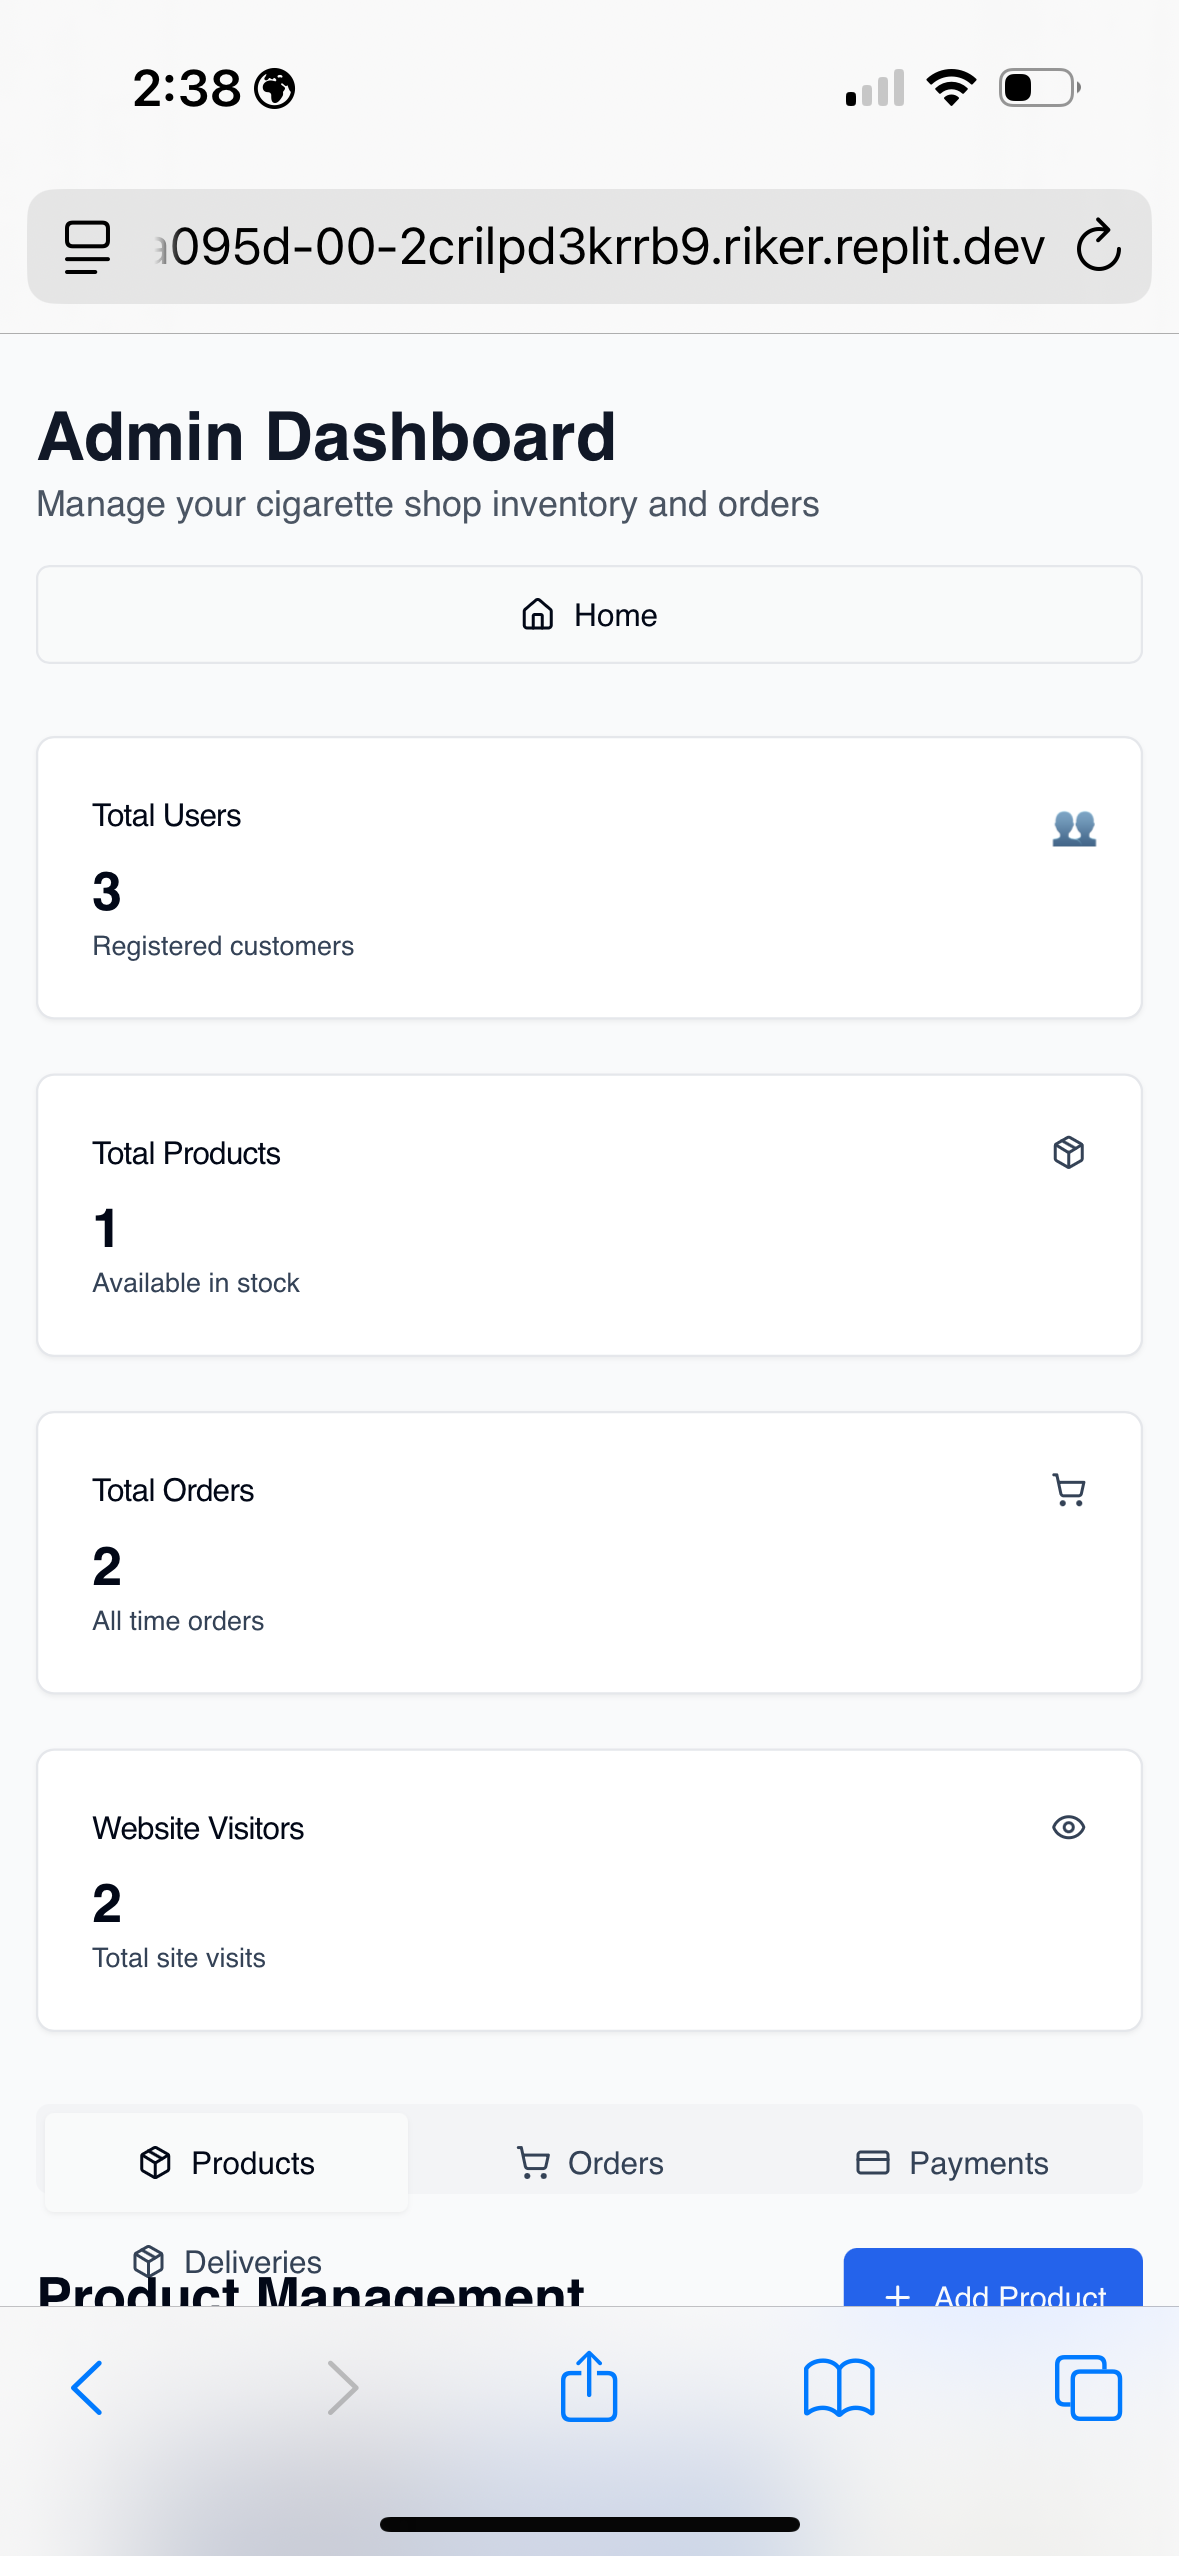 2:38
095d-00-2crilpd3krrb9.riker.replit.dev
Admin Dashboard
Manage your cigarette shop inventory and orders
Home
Total Users
3
Registered customers
Total Products
1
Available in stock
Total Orders
2
All time orders
Website Visitors
2
Total site visits
Products
Orders
Payments
Deliveries
Product Management
+ Add Product